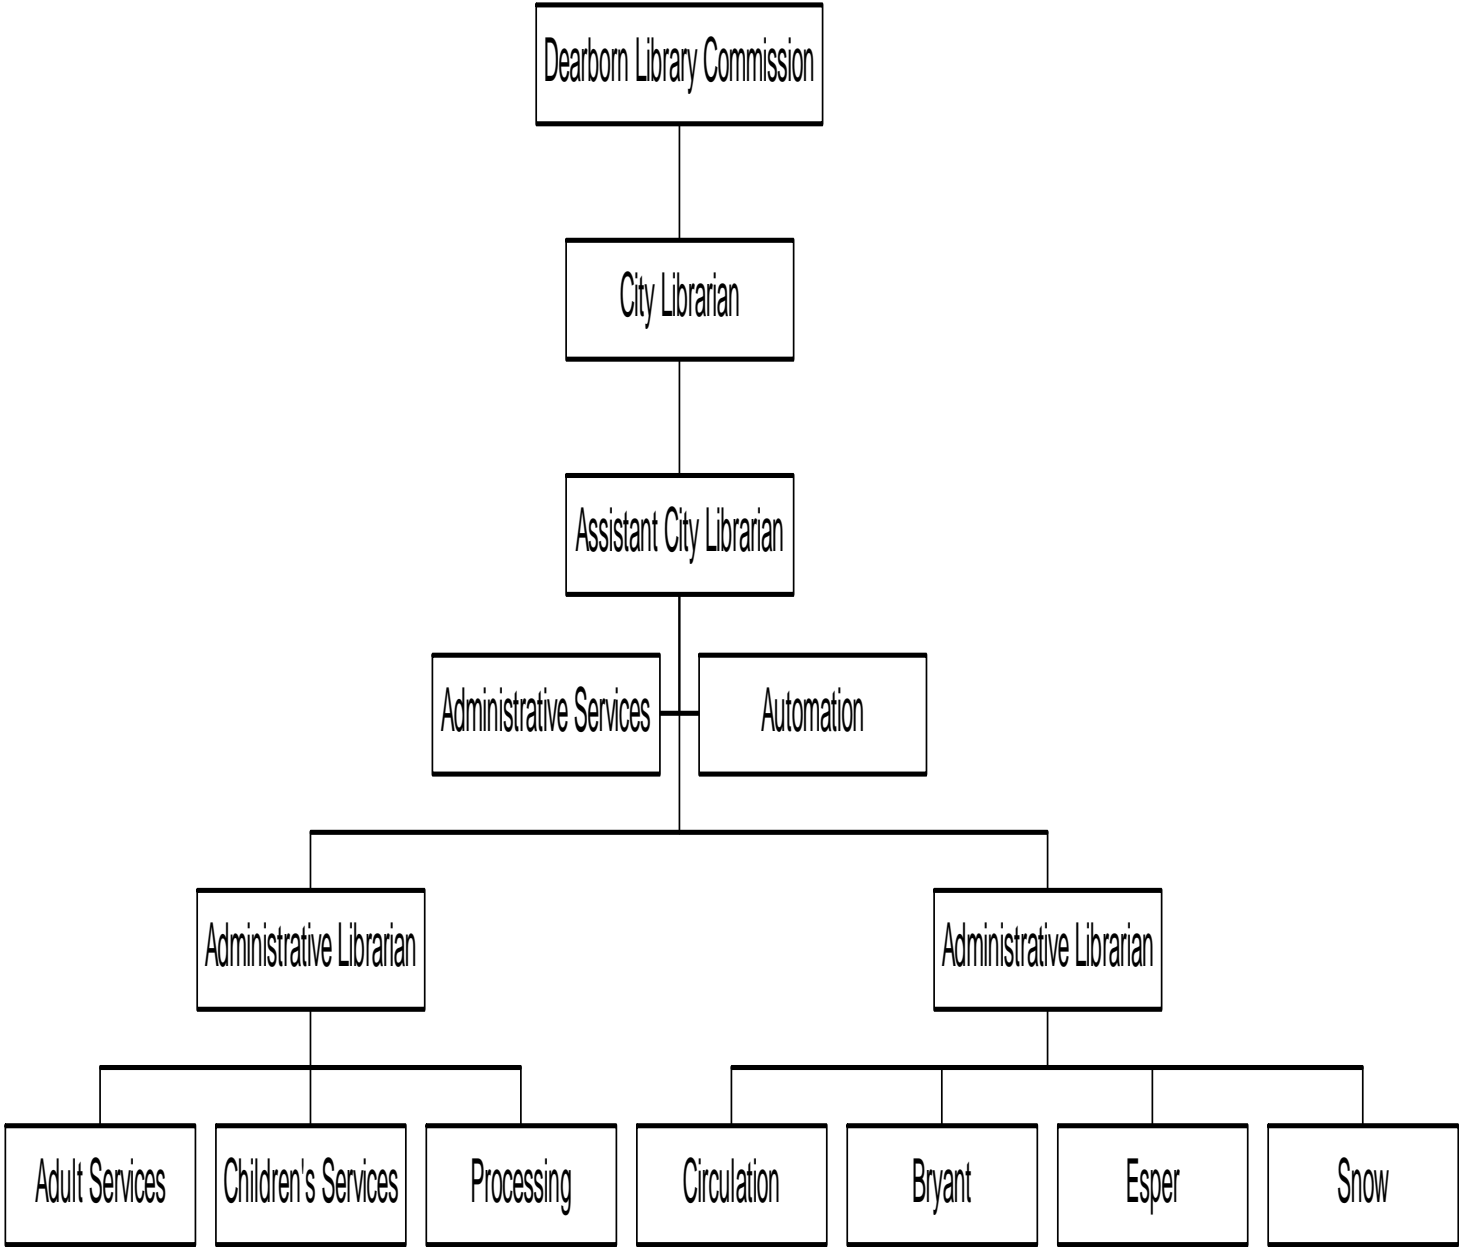 Dearborn Library Commission
City Librarian
Assistant City Librarian
Administrative Services
Automation
Administrative Librarian
Administrative Librarian
Adult Services
Children's Services
Processing
Circulation
Bryant
Esper
Snow